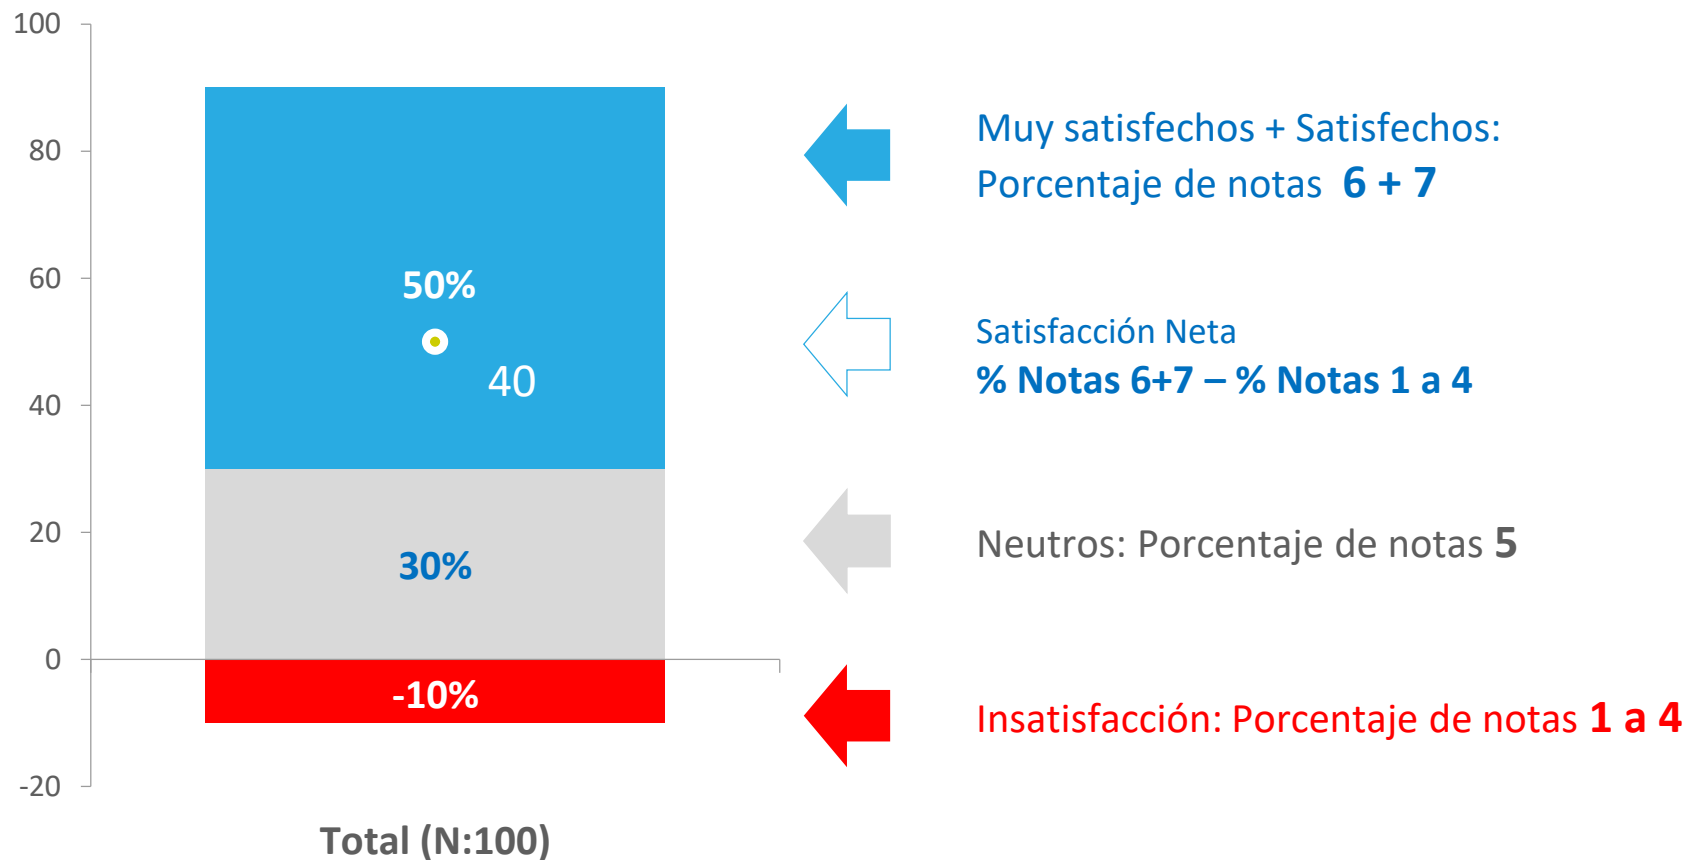 100
80
60
40
20
0
-20
50%
40
30%
-10%
Total (N:100)
Muy satisfechos + Satisfechos:
Porcentaje de notas 6 + 7
Satisfacción Neta
% Notas 6+7 – % Notas 1 a 4
Neutros: Porcentaje de notas 5
Insatisfacción: Porcentaje de notas 1 a 4